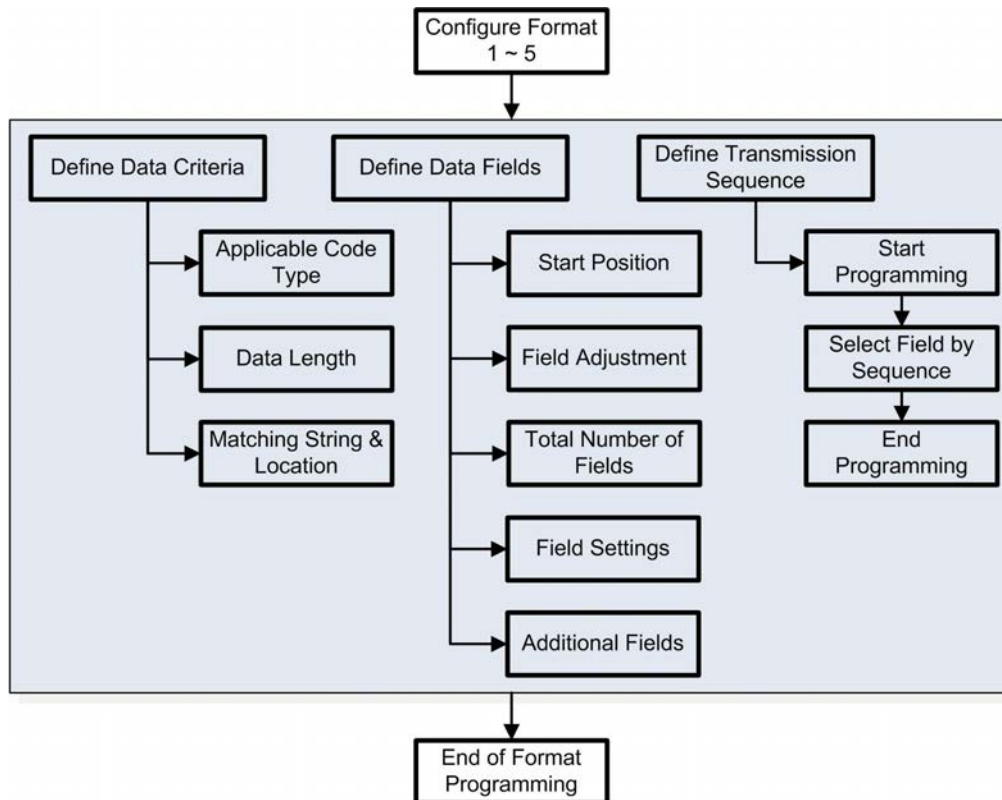 Configure Format
1 ~ 5
Define Data Criteria
Applicable Code
Type
Data Length
Matching String &
Location
Define Data Fields
Start Position
Field Adjustment
Total Number of
Fields
Field Settings
Additional Fields
Define Transmission
Sequence
Start
Programming
Select Field by
Sequence
End
Programming
End of Format
Programming